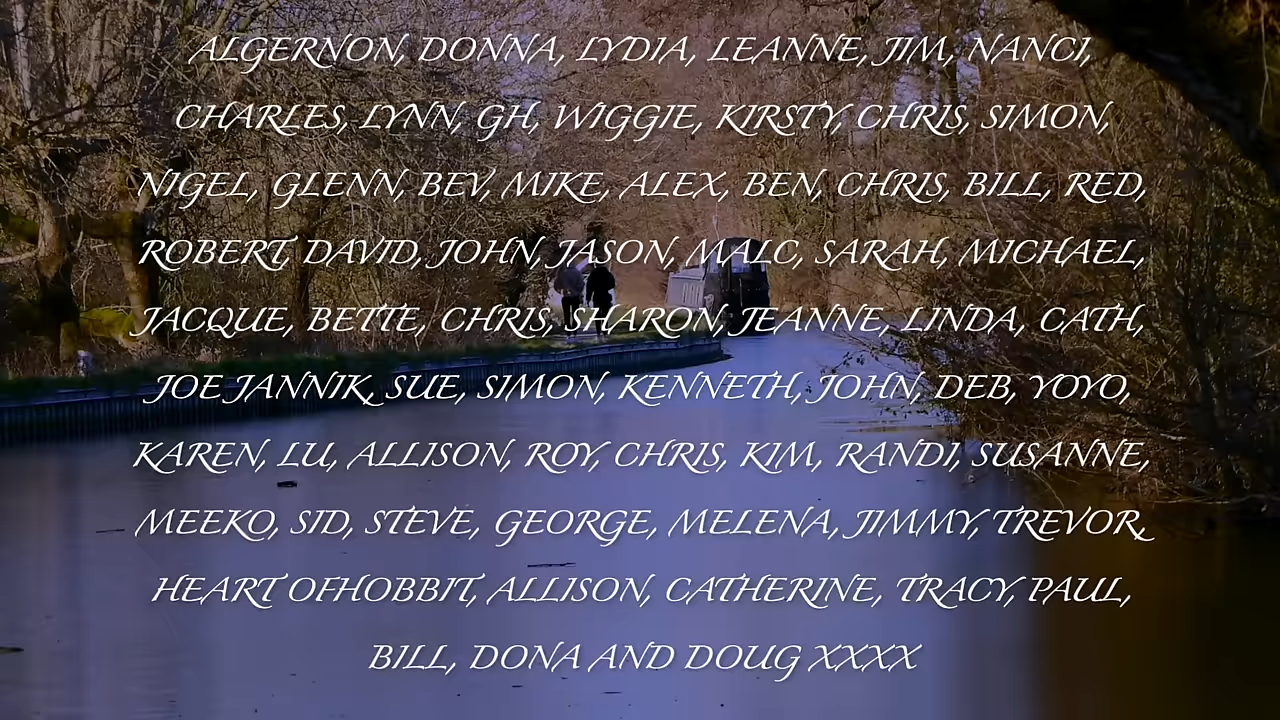 ALGERNON, DONNA, LYDIA, LEANNE, JIM, NANCI,
CHARLES, LYNN, GH, WIGGIE, KIRSTY, CHRIS, SIMON,
NIGEL, GLENN, BEV, MIKE, ALEX, BEN, CHRIS, BILL, RED,
ROBERT, DAVID, JOHN, JASON, MALC, SARAH, MICHAEL,
JACQUE, BETTE, CHRIS, SHARON, JEANNE, LINDA, CATH,
JOE JANNIK, SUE, SIMON, KENNETH, JOHN, DEB, YOYO,
KAREN, LU, ALLISON, ROY, CHRIS, KIM, RANDI, SUSANNE,
MEEKO, SID, STEVE, GEORGE, MELENA, JIMMY, TREVOR,
HEART OFHOBBIT, ALLISON, CATHERINE, TRACY, PAUL,
BILL, DONA AND DOUG XXXX